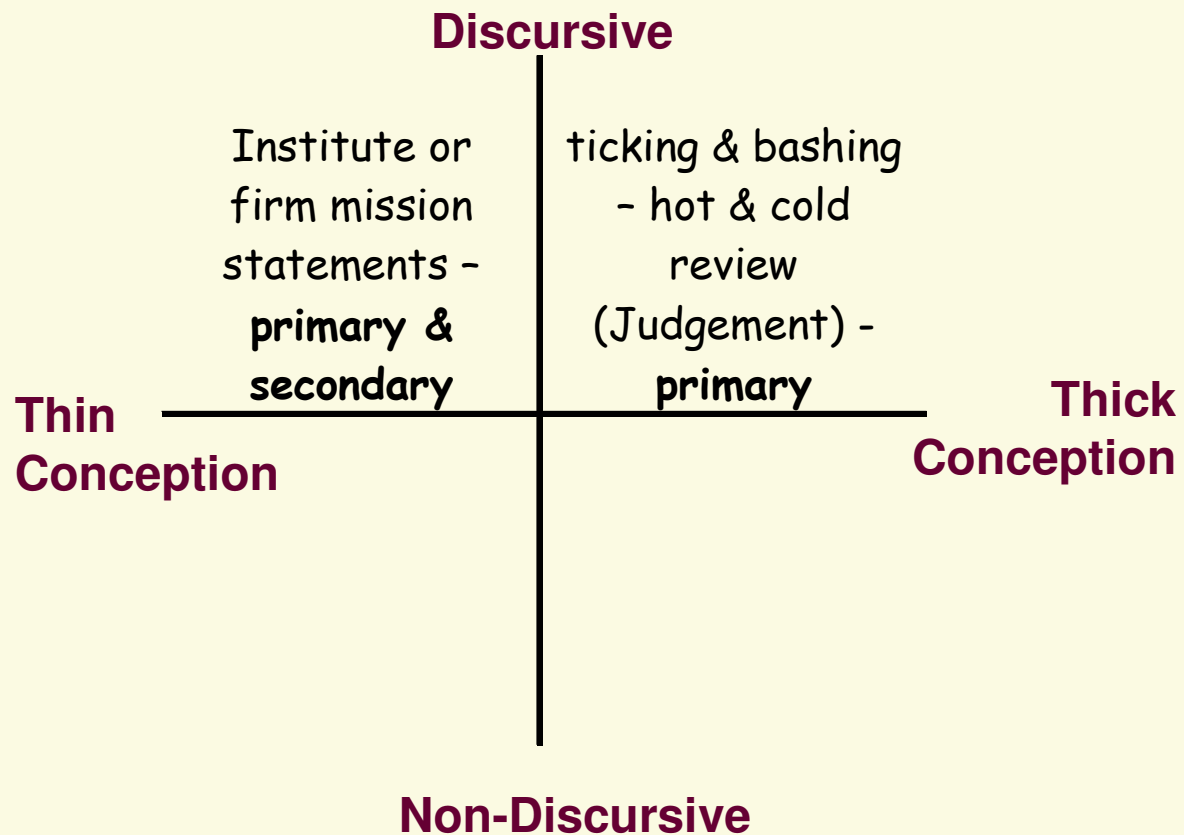 Discursive
Institute or
firm mission
statements –
primary &
secondary
ticking & bashing
– hot & cold
review
(Judgement) -
primary
Thin
Conception
Thick
Conception
Non-Discursive